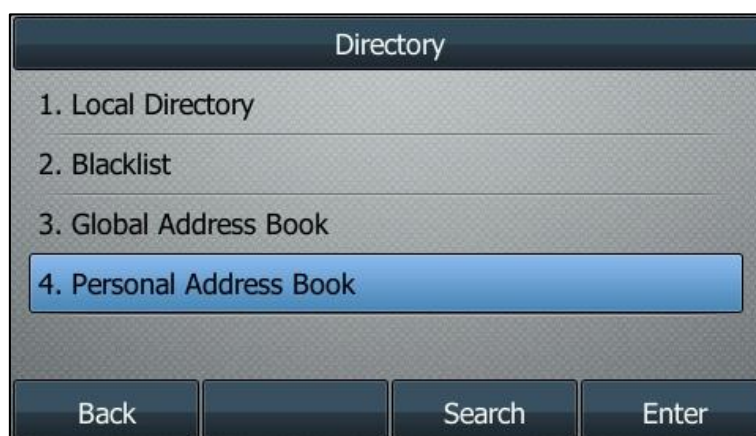 Directory
1. Local Directory
2. Blacklist
3. Global Address Book
4. Personal Address Book
Back Search Enter